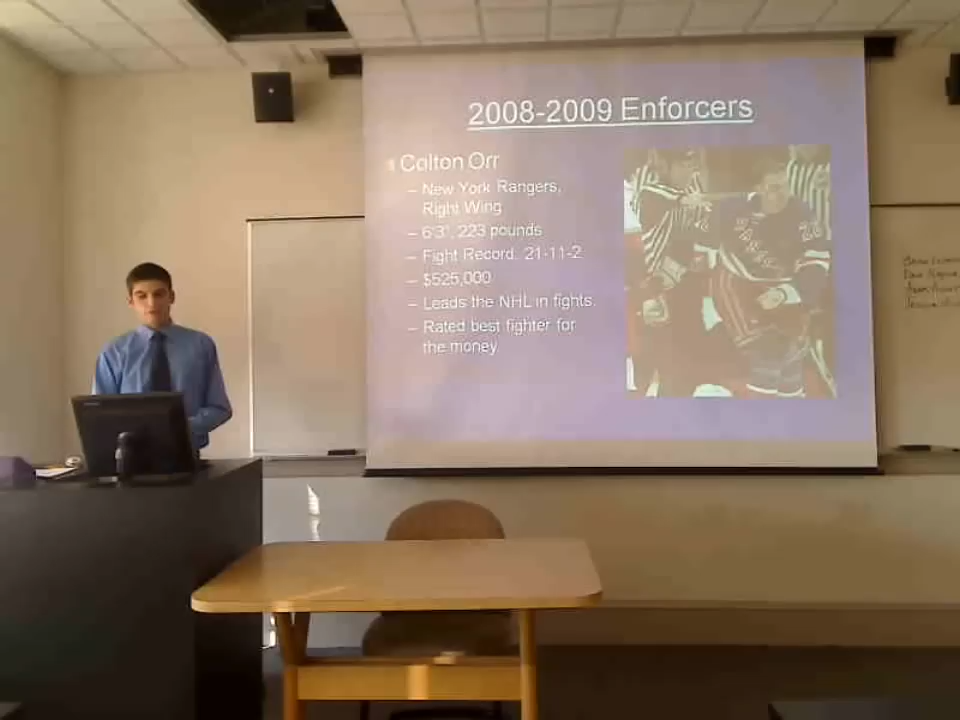 2008-2009 Enforcers
Colton Orr
– New York Rangers,
Right Wing
– 6'3", 223 pounds
– Fight Record. 21-11-2
– $525,000
– Leads the NHL in fights.
– Rated best fighter for
the money.